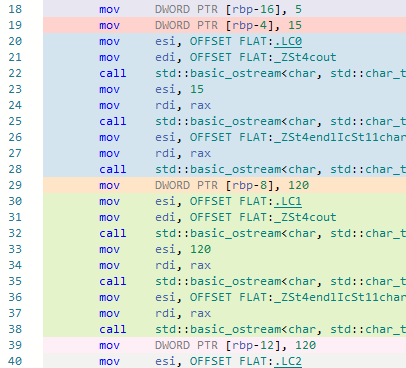 18 mov DWORD PTR [rbp-16], 5
19 mov DWORD PTR [rbp-4], 15
20 mov esi, OFFSET FLAT:.LC0
21 mov edi, OFFSET FLAT:_ZSt4cout
22 call std::basic_ostream<char, std::char_t
23 mov esi, 15
24 mov rdi, rax
25 call std::basic_ostream<char, std::char_t
26 mov esi, OFFSET FLAT:_ZSt4endlIcSt11char
27 mov rdi, rax
28 call std::basic_ostream<char, std::char_t
29 mov DWORD PTR [rbp-8], 120
30 mov esi, OFFSET FLAT:.LC1
31 mov edi, OFFSET FLAT:_ZSt4cout
32 call std::basic_ostream<char, std::char_t
33 mov esi, 120
34 mov rdi, rax
35 call std::basic_ostream<char, std::char_t
36 mov esi, OFFSET FLAT:_ZSt4endlIcSt11char
37 mov rdi, rax
38 call std::basic_ostream<char, std::char_t
39 mov DWORD PTR [rbp-12], 120
40 mov esi, OFFSET FLAT:.LC2